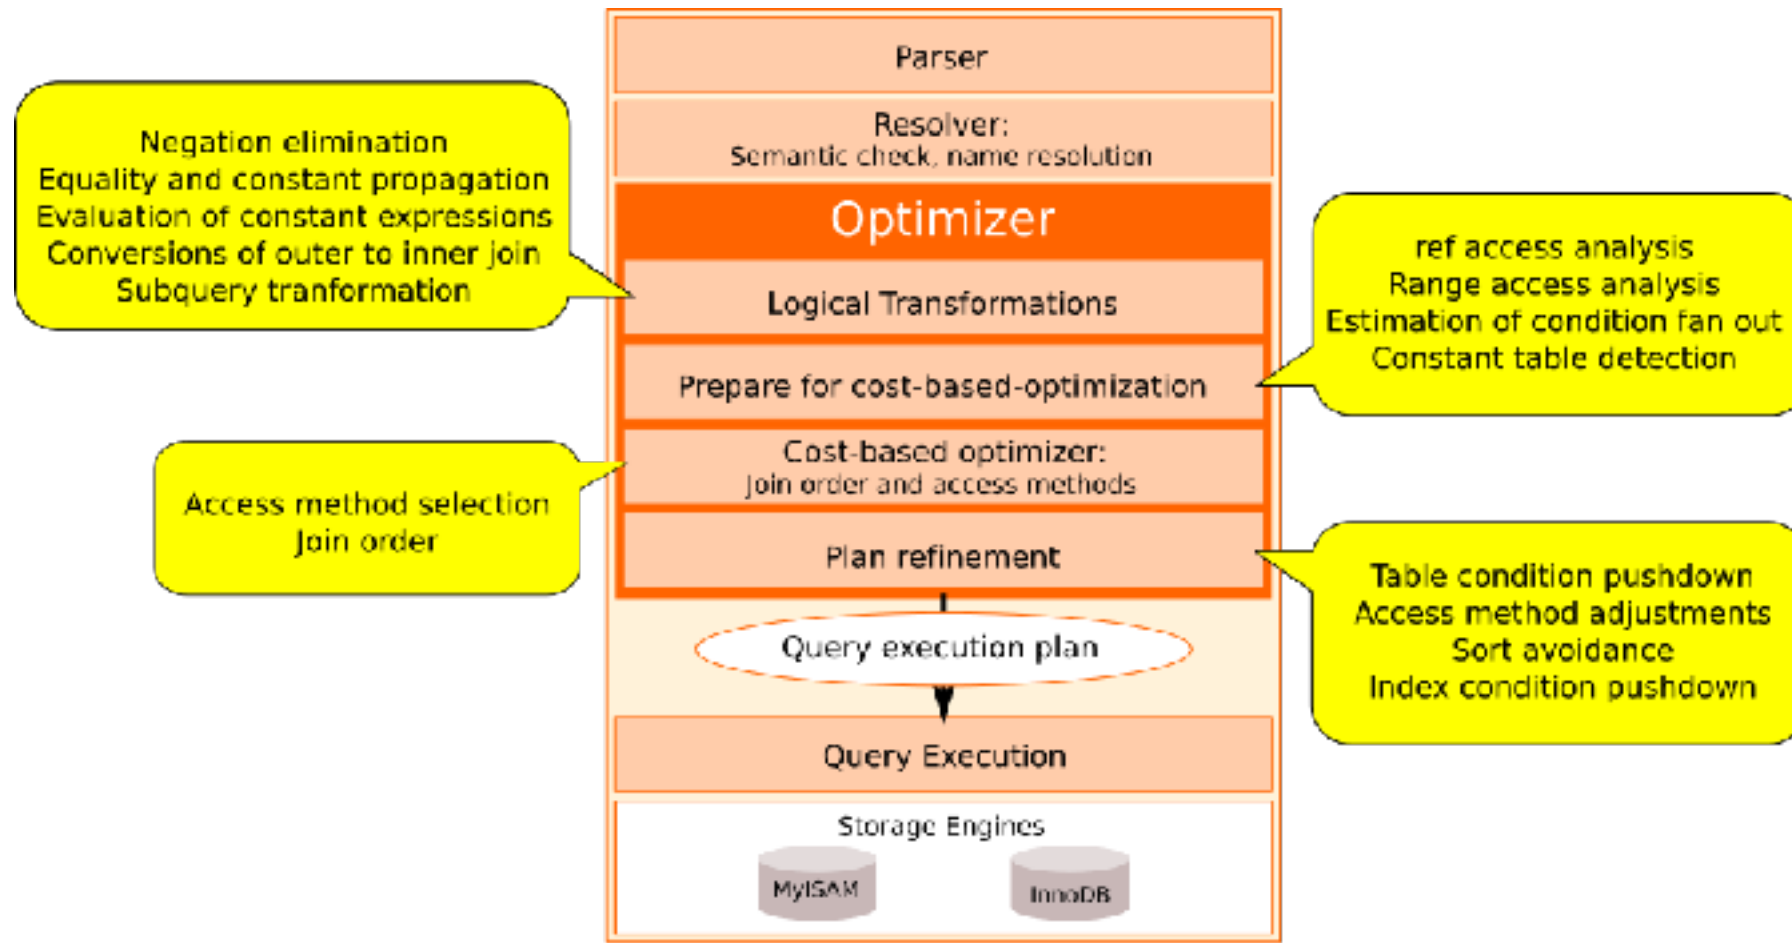 Parser
Resolver:
Semantic check, name resolution
Optimizer
Logical Transformations
Prepare for cost-based-optimization
Cost-based optimizer:
Join order and access methods
Plan refinement
Query execution plan
Query Execution
Storage Engines
MyISAM
InnoDB
Negation elimination
Equality and constant propagation
Evaluation of constant expressions
Conversions of outer to inner join
Subquery tranformation
ref access analysis
Range access analysis
Estimation of condition fan out
Constant table detection
Access method selection
Join order
Table condition pushdown
Access method adjustments
Sort avoidance
Index condition pushdown